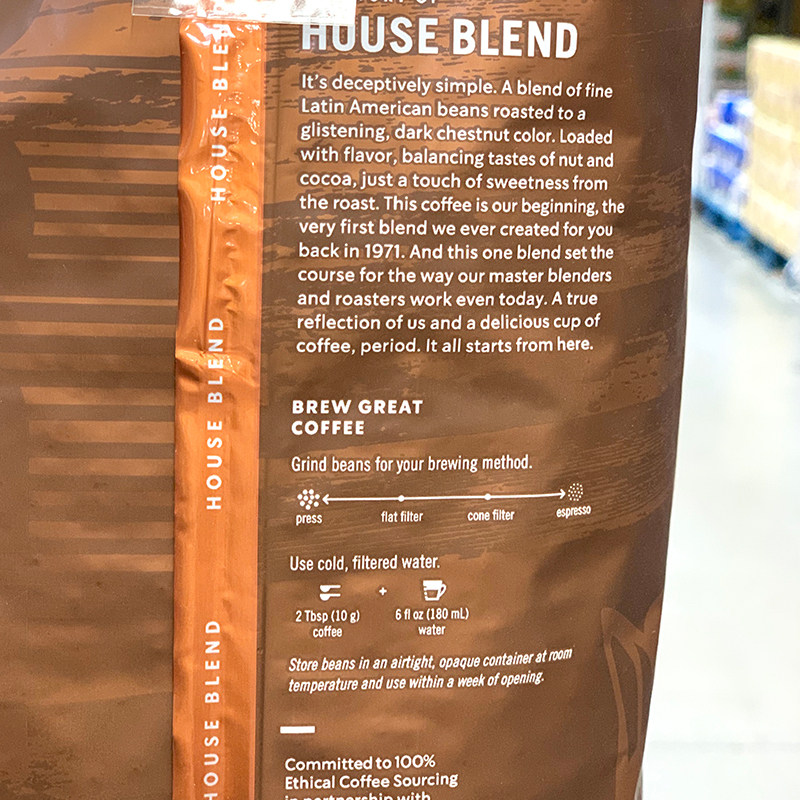 HOUSE BLEND
It's deceptively simple. A blend of fine
Latin American beans roasted to a
glistening, dark chestnut color. Loaded
with flavor, balancing tastes of nut and
cocoa, just a touch of sweetness from
the roast. This coffee is our beginning, the
very first blend we ever created for you
back in 1971. And this one blend set the
course for the way our master blenders
and roasters work even today. A true
reflection of us and a delicious cup of
coffee, period. It all starts from here.
BREW GREAT
COFFEE
Grind beans for your brewing method.
press flat filter cone filter espresso
Use cold, filtered water.
+
2 Tbsp (10 g) 6 fl oz (180 mL)
coffee water
Store beans in an airtight, opaque container at room
temperature and use within a week of opening.
Committed to 100%
Ethical Coffee Sourcing
in partnership with
HOUSE BLEND
HOUSE BLEND
HOUSE BLEND